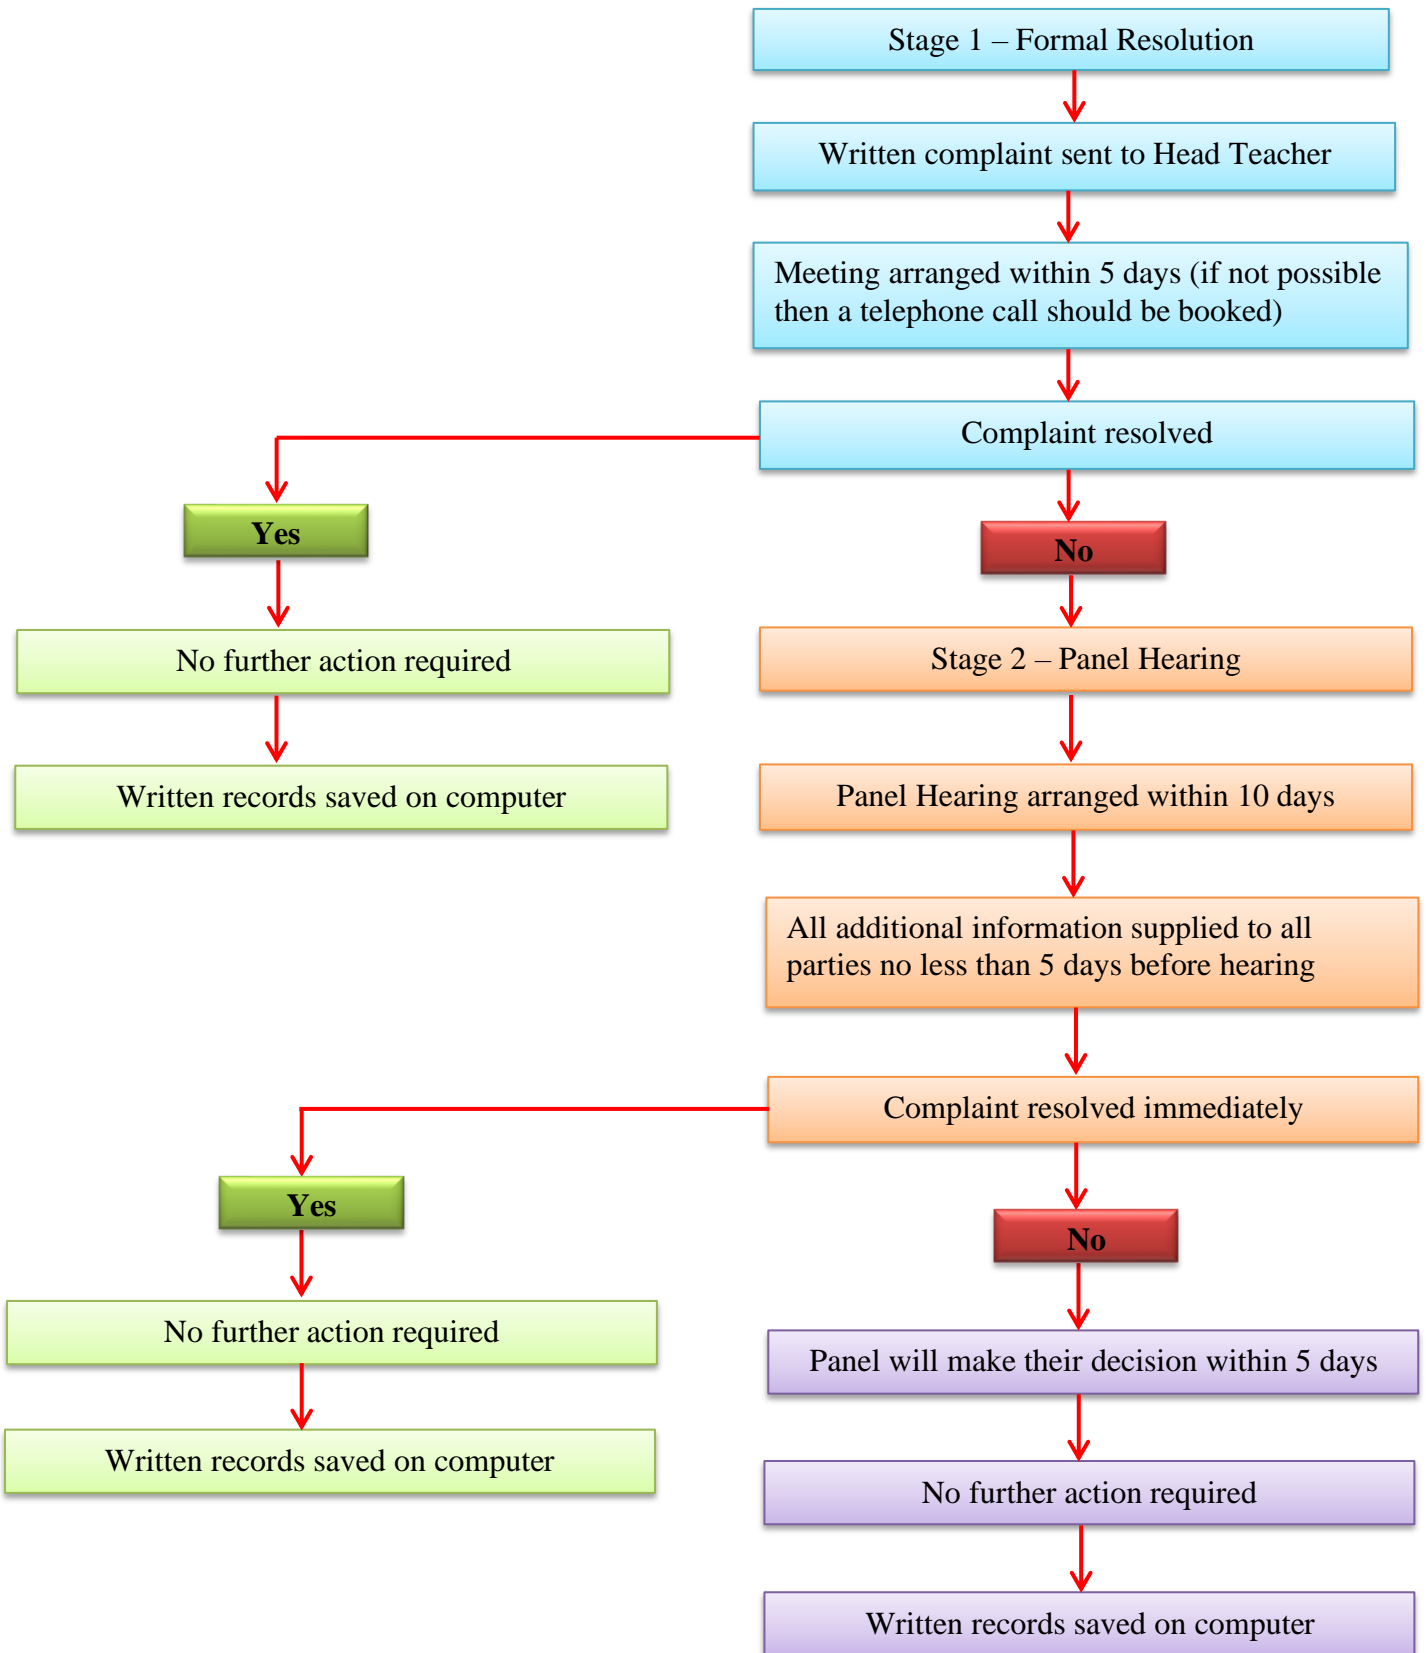 Stage 1 – Formal Resolution
Written complaint sent to Head Teacher
Meeting arranged within 5 days (if not possible
then a telephone call should be booked)
Complaint resolved
Yes
No
No further action required
Stage 2 – Panel Hearing
Written records saved on computer
Panel Hearing arranged within 10 days
All additional information supplied to all
parties no less than 5 days before hearing
Complaint resolved immediately
Yes
No
No further action required
Panel will make their decision within 5 days
Written records saved on computer
No further action required
Written records saved on computer